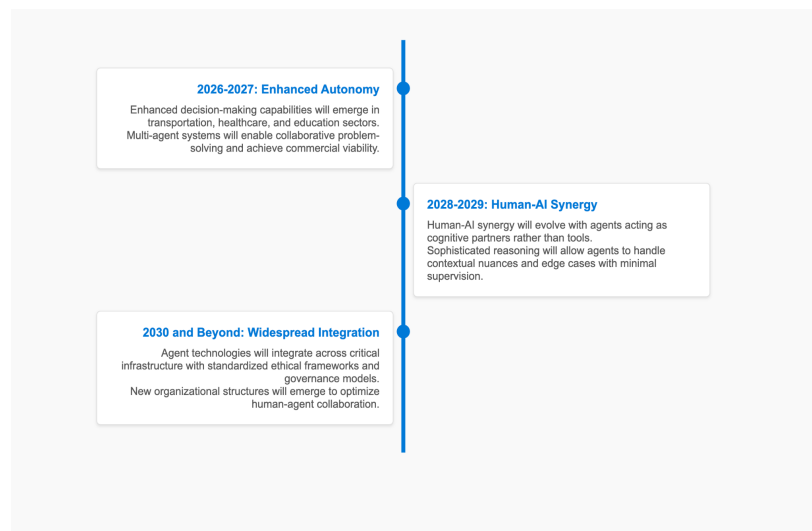 2026-2027: Enhanced Autonomy
Enhanced decision-making capabilities will emerge in
transportation, healthcare, and education sectors.
Multi-agent systems will enable collaborative problem-
solving and achieve commercial viability.
2028-2029: Human-AI Synergy
Human-AI synergy will evolve with agents acting as
cognitive partners rather than tools.
Sophisticated reasoning will allow agents to handle
contextual nuances and edge cases with minimal
supervision.
2030 and Beyond: Widespread Integration
Agent technologies will integrate across critical
infrastructure with standardized ethical frameworks and
governance models.
New organizational structures will emerge to optimize
human-agent collaboration.